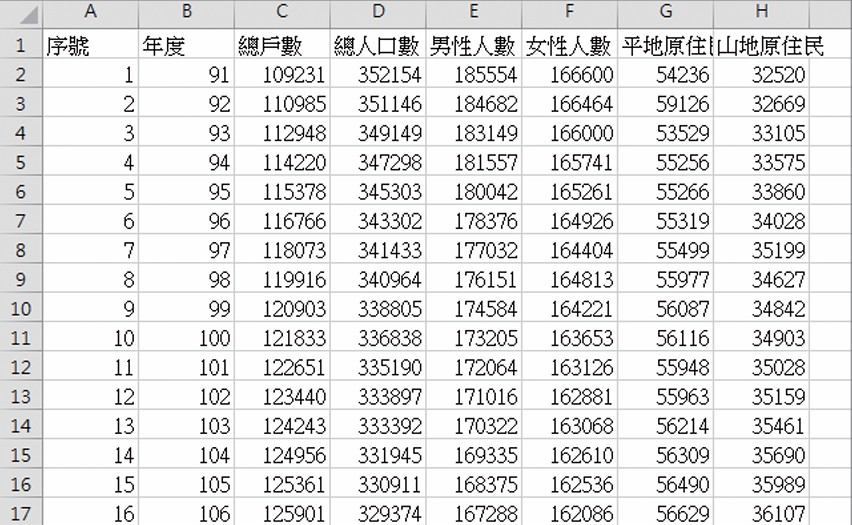 A B C D E F G H
1 序號 年度 總戶數 總人口數 男性人數 女性人數 平地原住 山地原住民
2 1 91 109231 352154 185554 166600 54236 32520
3 2 92 110985 351146 184682 166464 59126 32669
4 3 93 112948 349149 183149 166000 53529 33105
5 4 94 114220 347298 181557 165741 55256 33575
6 5 95 115378 345303 180042 165261 55266 33860
7 6 96 116766 343302 178376 164926 55319 34028
8 7 97 118073 341433 177032 164404 55499 35199
9 8 98 119916 340964 176151 164813 55977 34627
10 9 99 120903 338805 174584 164221 56087 34842
11 10 100 121833 336838 173205 163653 56116 34903
12 11 101 122651 335190 172064 163126 55948 35028
13 12 102 123440 333897 171016 162881 55963 35159
14 13 103 124243 333392 170322 163068 56214 35461
15 14 104 124956 331945 169335 162610 56309 35690
16 15 105 125361 330911 168375 162536 56490 35989
17 16 106 125901 329374 167288 162086 56629 36107